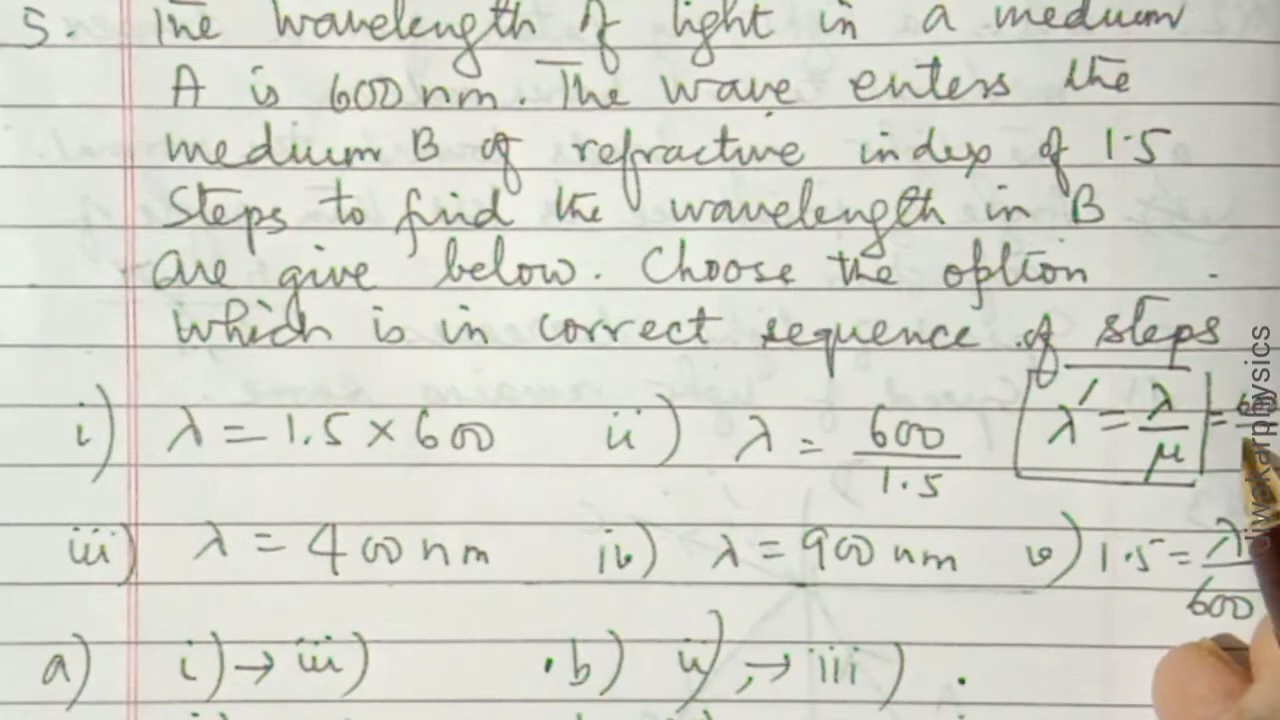 5. The wavelength of light in a medium
A is 600 nm. The wave enters the
medium B of refractive index of 1.5
Steps to find the wavelength in B
are give below. Choose the option
which is in correct sequence of steps
i) λ = 1.5 × 600 ii) λ = 600/1.5 λ' = λ/μ =
iii) λ = 400 nm iv) λ = 900 nm v) 1.5 = λ/600
a) i) → iii) b) ii) → iii)